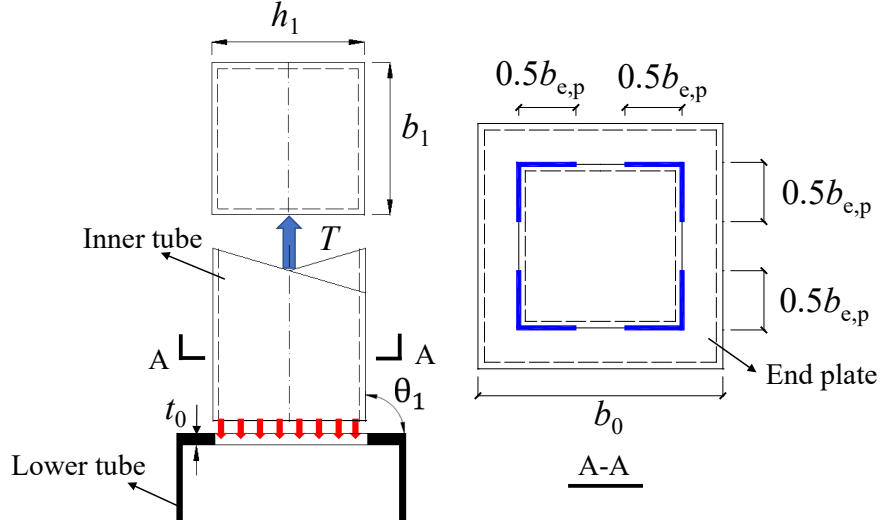 h₁
b₁
Inner tube
T
A
A
t₀
θ₁
Lower tube
0.5bₑ,ₚ
0.5bₑ,ₚ
0.5bₑ,ₚ
0.5bₑ,ₚ
End plate
b₀
A-A